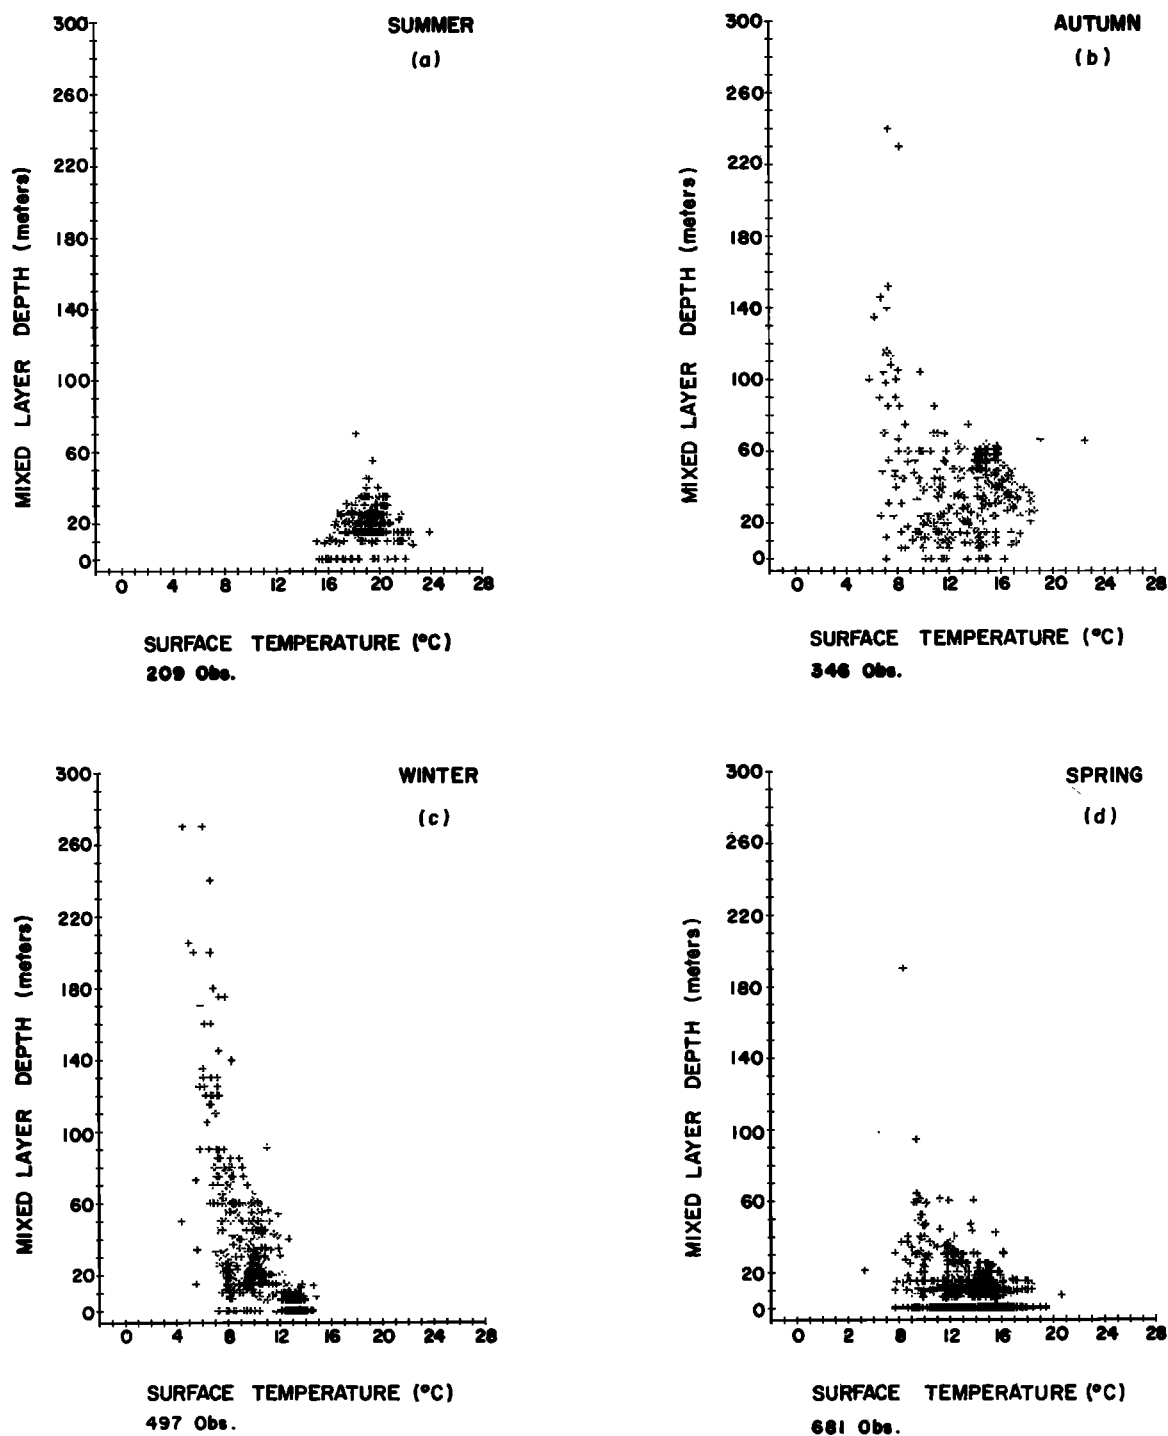 SUMMER
(a)
300
260
220
180
140
100
60
20
0
MIXED LAYER DEPTH (meters)
0 4 8 12 16 20 24 28
SURFACE TEMPERATURE (°C)
209 Obs.
AUTUMN
(b)
300
260
220
180
140
100
60
20
0
MIXED LAYER DEPTH (meters)
0 4 8 12 16 20 24 28
SURFACE TEMPERATURE (°C)
346 Obs.
WINTER
(c)
300
260
220
180
140
100
60
20
0
MIXED LAYER DEPTH (meters)
0 4 8 12 16 20 24 28
SURFACE TEMPERATURE (°C)
497 Obs.
SPRING
(d)
300
260
220
180
140
100
60
20
0
MIXED LAYER DEPTH (meters)
0 2 8 12 16 20 24 28
SURFACE TEMPERATURE (°C)
681 Obs.